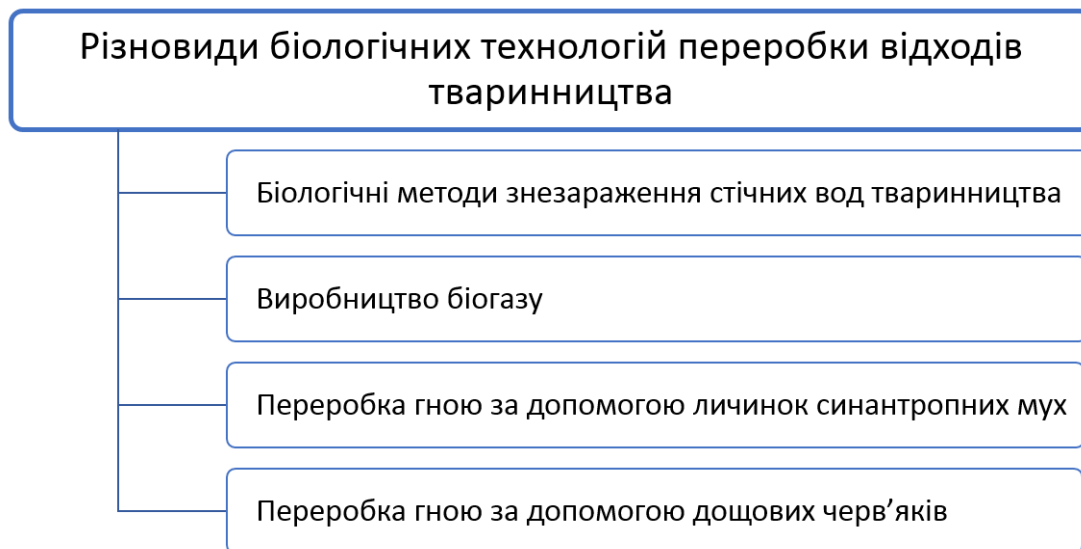 Різновиди біологічних технологій переробки відходів
тваринництва
Біологічні методи знезараження стічних вод тваринництва
Виробництво біогазу
Переробка гною за допомогою личинок синантропних мух
Переробка гною за допомогою дощових черв’яків